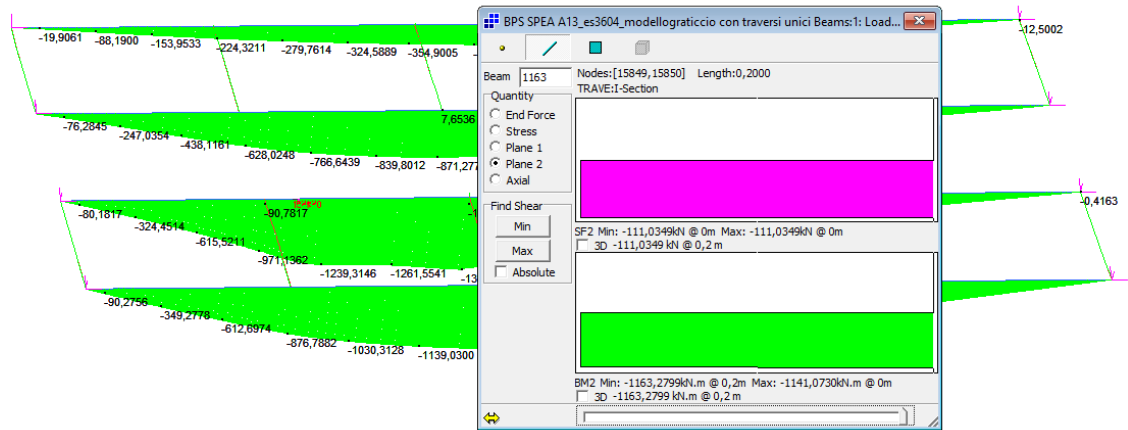 BPS SPEA A13_es3604_modellograticcio con traversi unici Beams:1: Load...
-19,9061
-88,1900
-153,9533
-224,3211
-279,7614
-324,5889
-354,9005
-12,5002
Beam 1163
Nodes:[15849,15850] Length:0,2000
TRAVE:I-Section
Quantity
End Force
Stress
Plane 1
Plane 2
Axial
-76,2845
-247,0354
-438,1161
-628,0248
-766,6439
-839,8012
-871,277
7,6536
Find Shear
Min
Max
Absolute
-80,1817
-324,4514
-615,5211
-971,1362
-90,7817
-1239,3146
-1261,5541
-13
-0,4163
SF2 Min: -111,0349kN @ 0m Max: -111,0349kN @ 0m
3D -111,0349 kN @ 0,2 m
-90,2756
-349,2778
-612,6974
-876,7882
-1030,3128
-1139,0300
BM2 Min: -1163,2799kN.m @ 0,2m Max: -1141,0730kN.m @ 0m
3D -1163,2799 kN.m @ 0,2 m